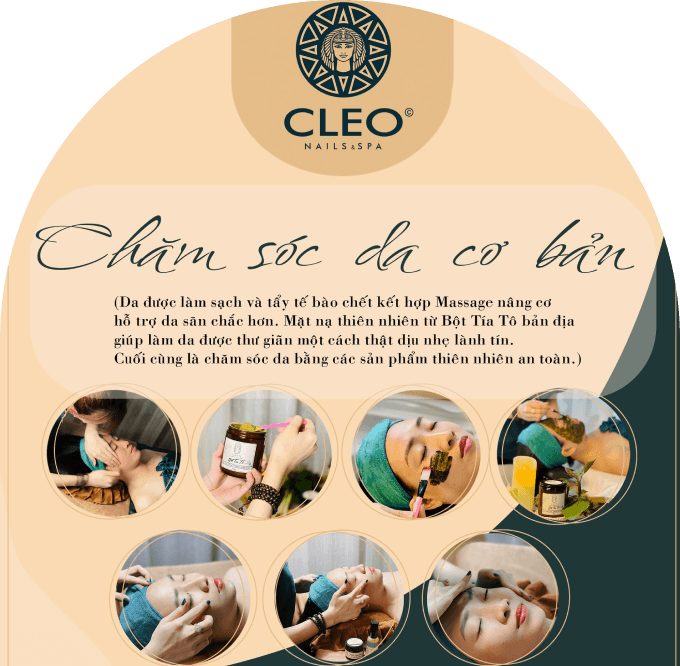 CLEO©
NAILS & SPA
Chăm sóc da cơ bản
(Da được làm sạch và tẩy tế bào chết kết hợp Massage nâng cơ
hỗ trợ da săn chắc hơn. Mặt nạ thiên nhiên từ Bột Tía Tô bản địa
giúp làm da được thư giãn một cách thật dịu nhẹ lành tín.
Cuối cùng là chăm sóc da bằng các sản phẩm thiên nhiên an toàn.)